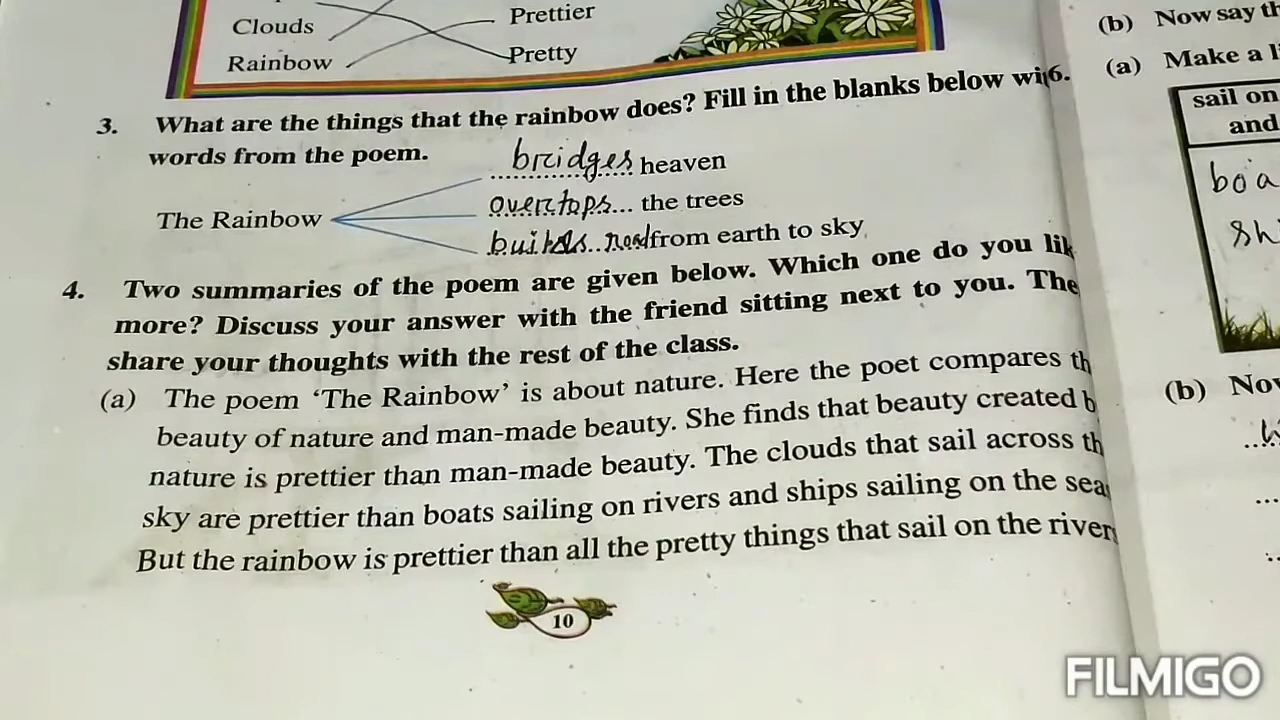 Clouds
Prettier
Rainbow
Pretty
3. What are the things that the rainbow does? Fill in the blanks below wi
words from the poem.
bridges heaven
The Rainbow
overtops... the trees
builds..road from earth to sky
4. Two summaries of the poem are given below. Which one do you lik
more? Discuss your answer with the friend sitting next to you. The
share your thoughts with the rest of the class.
(a) The poem ‘The Rainbow’ is about nature. Here the poet compares th
beauty of nature and man-made beauty. She finds that beauty created b
nature is prettier than man-made beauty. The clouds that sail across th
sky are prettier than boats sailing on rivers and ships sailing on the sea
But the rainbow is prettier than all the pretty things that sail on the river
10
(b) Now say th
6. (a) Make a li
sail on
and
boa
shi
(b) Now
FILMIGO